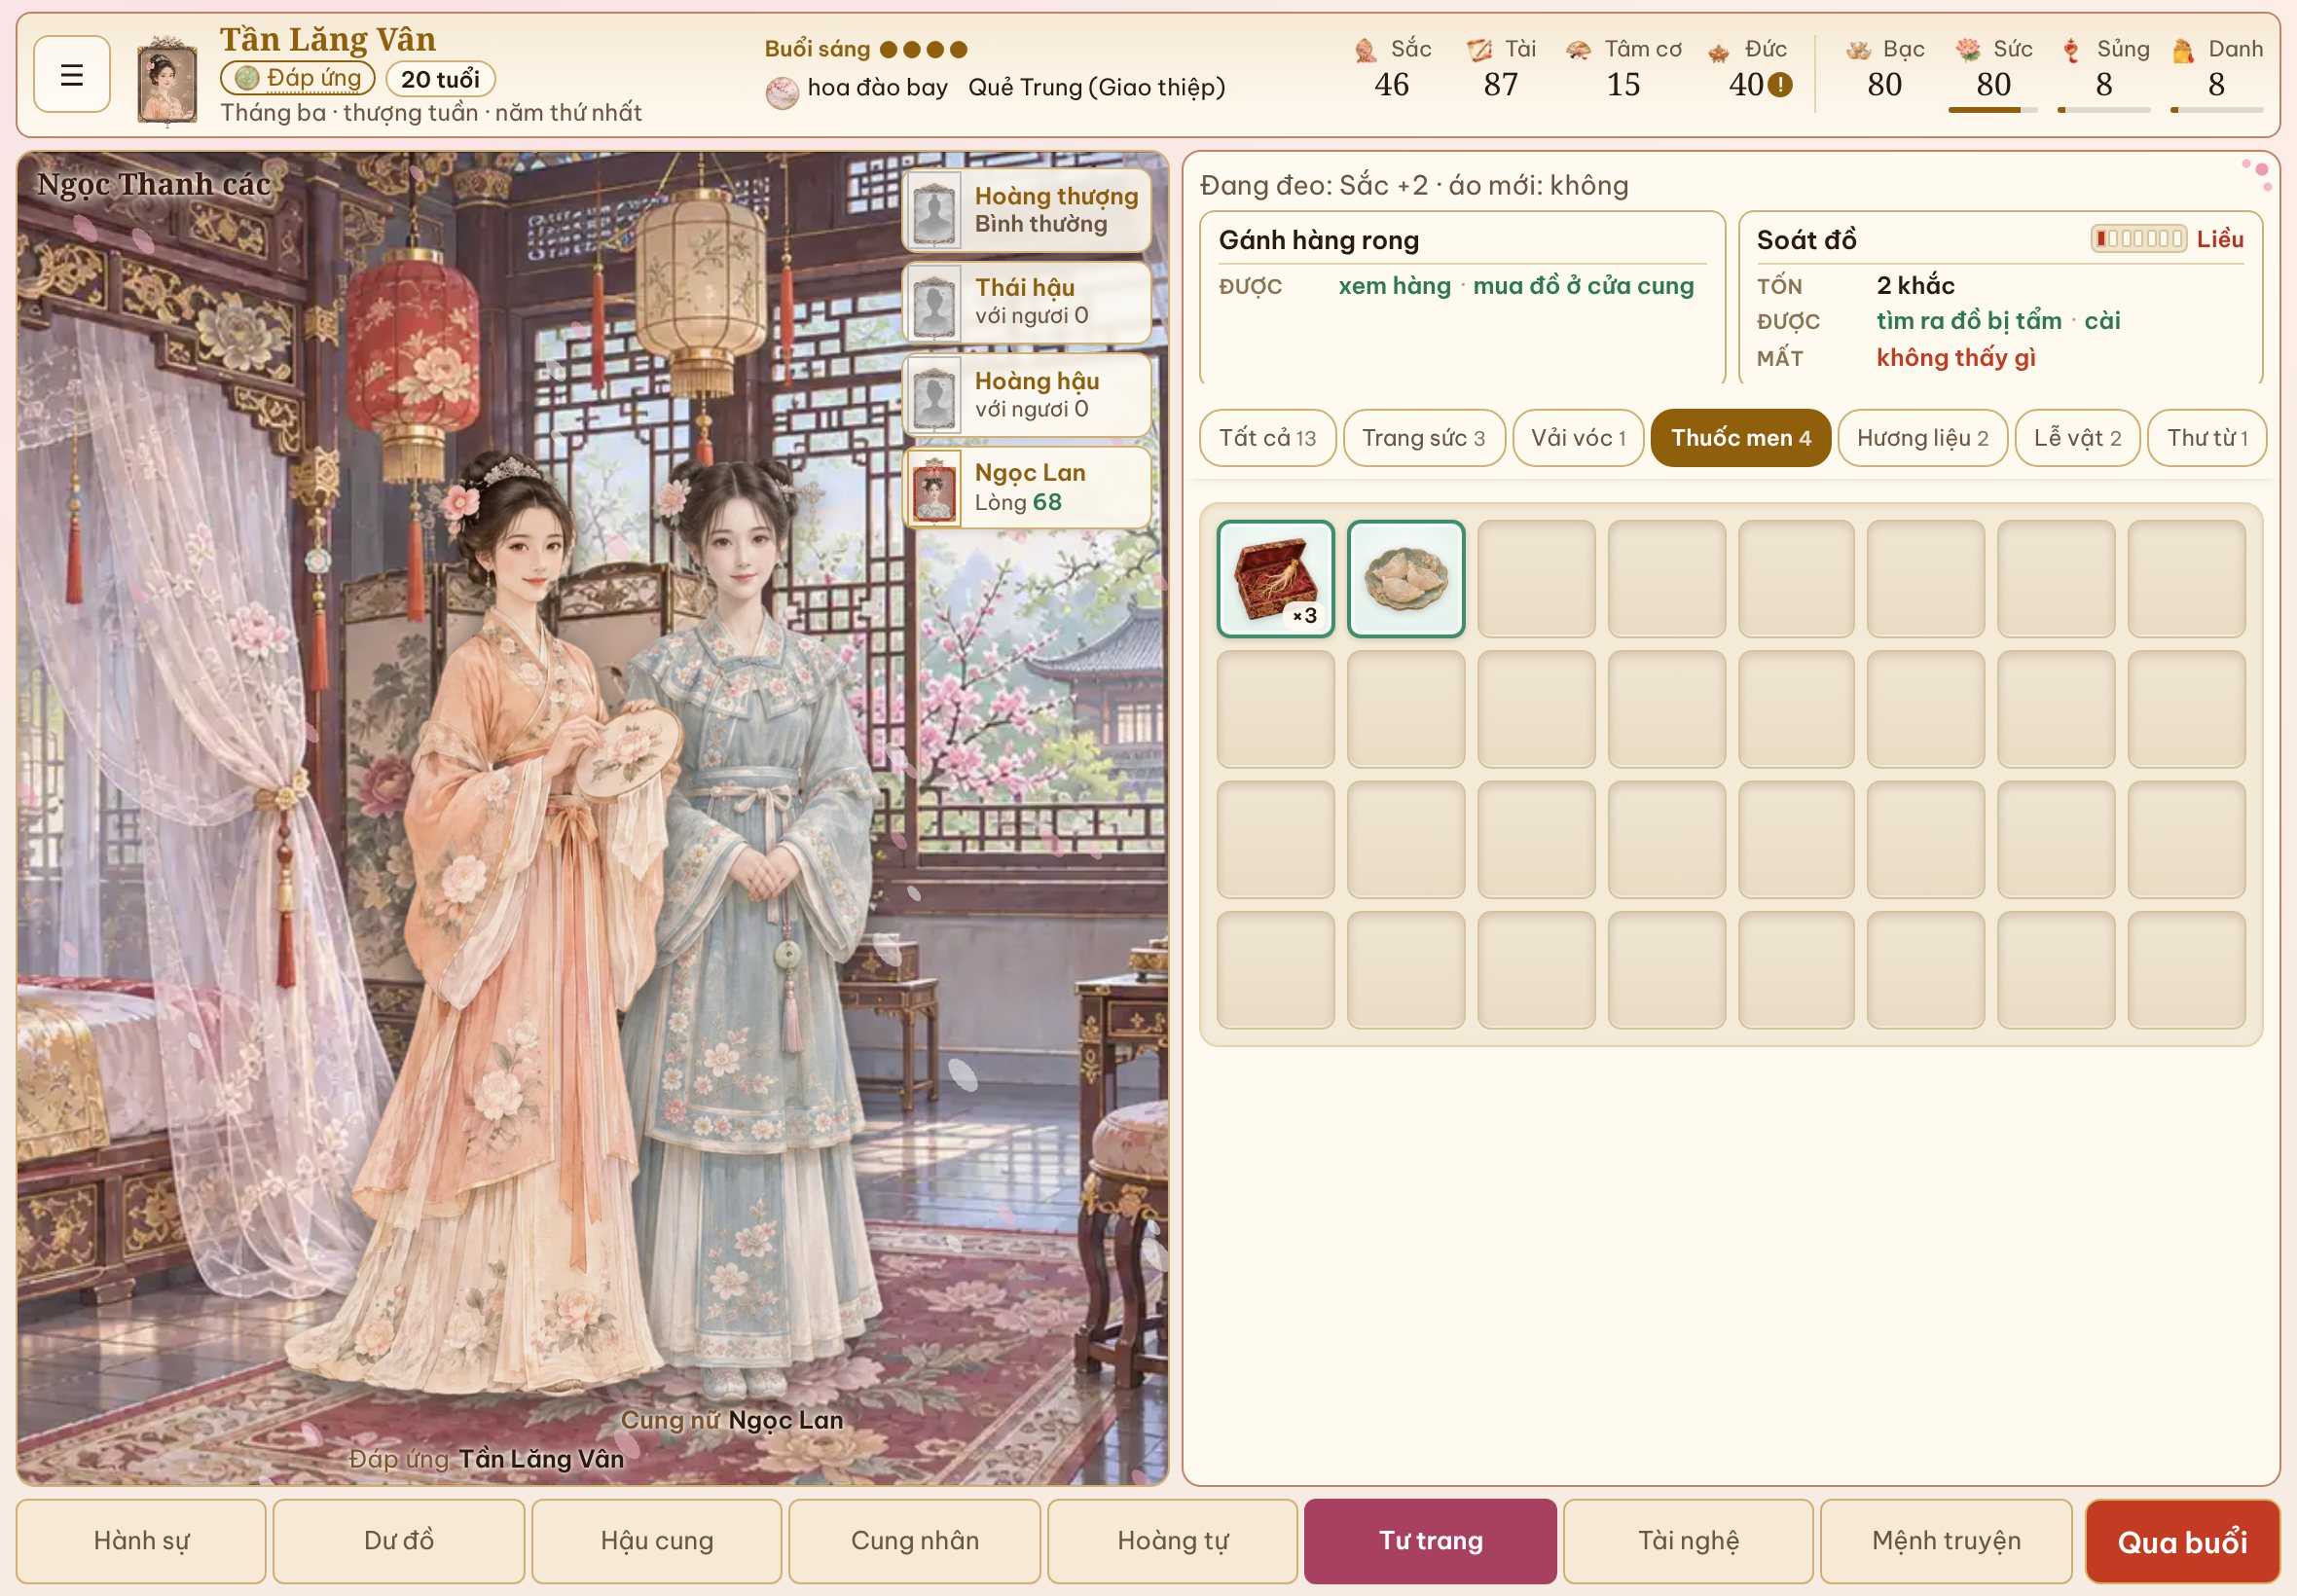 Tần Lăng Vân
Đáp ứng 20 tuổi
Tháng ba · thượng tuần · năm thứ nhất
Buổi sáng
hoa đào bay Quẻ Trung (Giao thiệp)
Sắc Tài Tâm cơ Đức Bạc Sức Sủng Danh
46 87 15 40 ! 80 80 8 8
Ngọc Thanh các
Hoàng thượng
Bình thường
Thái hậu
với ngươi 0
Hoàng hậu
với ngươi 0
Ngọc Lan
Lòng 68
Cung nữ Ngọc Lan
Đáp ứng Tần Lăng Vân
Đang đeo: Sắc +2 · áo mới: không
Gánh hàng rong
ĐƯỢC xem hàng · mua đồ ở cửa cung
Soát đồ Liều
TỐN 2 khắc
ĐƯỢC tìm ra đồ bị tẩm · cài
MẤT không thấy gì
Tất cả 13 Trang sức 3 Vải vóc 1 Thuốc men 4 Hương liệu 2 Lễ vật 2 Thư từ 1
×3
Hành sự Dư đồ Hậu cung Cung nhân Hoàng tự Tư trang Tài nghệ Mệnh truyện Qua buổi